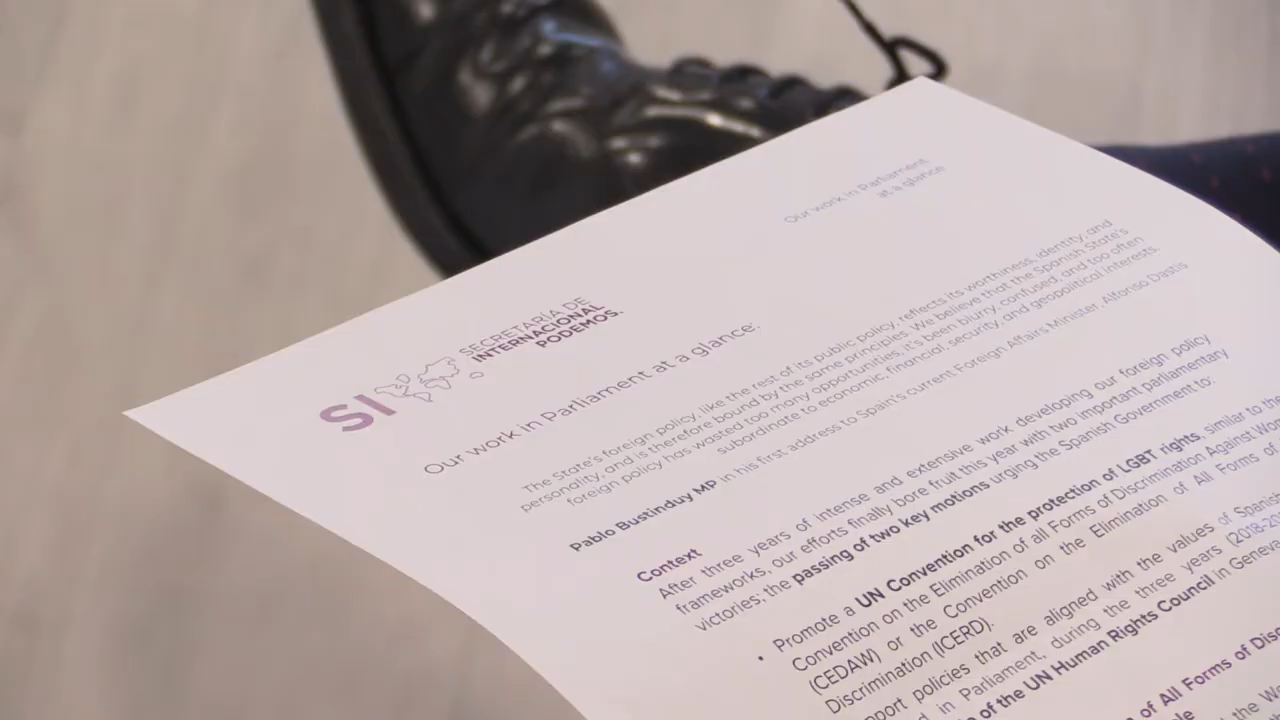 Our work in Parliament
at a glance
SI
SECRETARÍA DE
INTERNACIONAL
PODEMOS.
Our work in Parliament at a glance:
The State's foreign policy, like the rest of its public policy, reflects its worthiness, identity, and
personality, and is therefore bound by the same principles. We believe that the Spanish State's
foreign policy has wasted too many opportunities, it's been blurry, confused, and too often
subordinate to economic, financial, security, and geopolitical interests.
Pablo Bustinduy MP in his first address to Spain's current Foreign Affairs Minister, Alfonso Dastis
Context
After three years of intense and extensive work developing our foreign policy
frameworks, our efforts finally bore fruit this year with two important parliamentary
victories; the passing of two key motions urging the Spanish Government to:
• Promote a UN Convention for the protection of LGBT rights, similar to the
Convention on the Elimination of all Forms of Discrimination Against
(CEDAW) or the Convention on the Elimination of All Forms of
Discrimination (ICERD).
policies that are aligned with the values of
in Parliament, during the three years
of the UN Human Rights Council in Geneva
of All Forms of
the